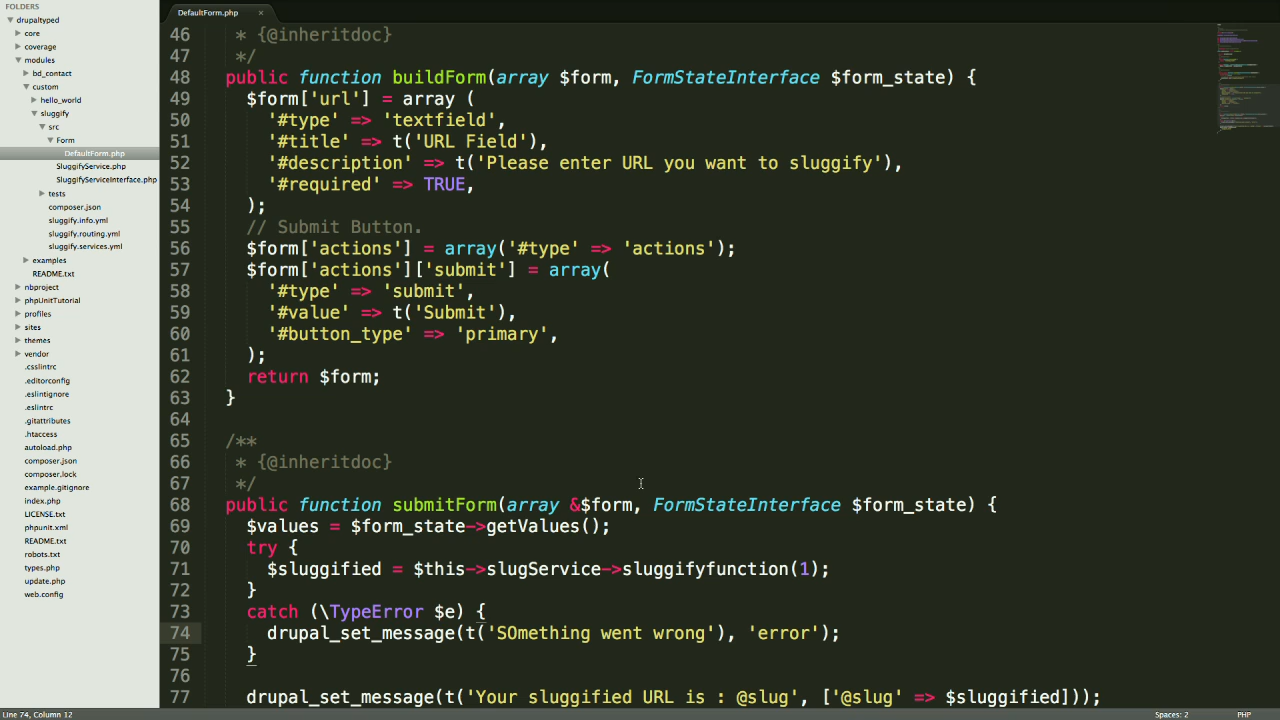 FOLDERS
drupaltyped
core
coverage
modules
bd_contact
custom
hello_world
sluggify
src
Form
DefaultForm.php
SluggifyService.php
SluggifyServiceInterface.php
tests
composer.json
sluggify.info.yml
sluggify.routing.yml
sluggify.services.yml
examples
README.txt
nbproject
phpUnitTutorial
profiles
sites
themes
vendor
.csslintrc
.editorconfig
.eslintignore
.eslintrc
.gitattributes
.htaccess
autoload.php
composer.json
composer.lock
example.gitignore
index.php
LICENSE.txt
phpunit.xml
README.txt
robots.txt
types.php
update.php
web.config
DefaultForm.php ×
46 * {@inheritdoc}
47 */
48 public function buildForm(array $form, FormStateInterface $form_state) {
49 $form['url'] = array (
50 '#type' => 'textfield',
51 '#title' => t('URL Field'),
52 '#description' => t('Please enter URL you want to sluggify'),
53 '#required' => TRUE,
54 );
55 // Submit Button.
56 $form['actions'] = array('#type' => 'actions');
57 $form['actions']['submit'] = array(
58 '#type' => 'submit',
59 '#value' => t('Submit'),
60 '#button_type' => 'primary',
61 );
62 return $form;
63 }
64
65 /**
66 * {@inheritdoc}
67 */
68 public function submitForm(array &$form, FormStateInterface $form_state) {
69 $values = $form_state->getValues();
70 try {
71 $sluggified = $this->slugService->sluggifyfunction(1);
72 }
73 catch (\TypeError $e) {
74 drupal_set_message(t('SOmething went wrong'), 'error');
75 }
76
77 drupal_set_message(t('Your sluggified URL is : @slug', ['@slug' => $sluggified]));
Line 74, Column 12
Spaces: 2
PHP